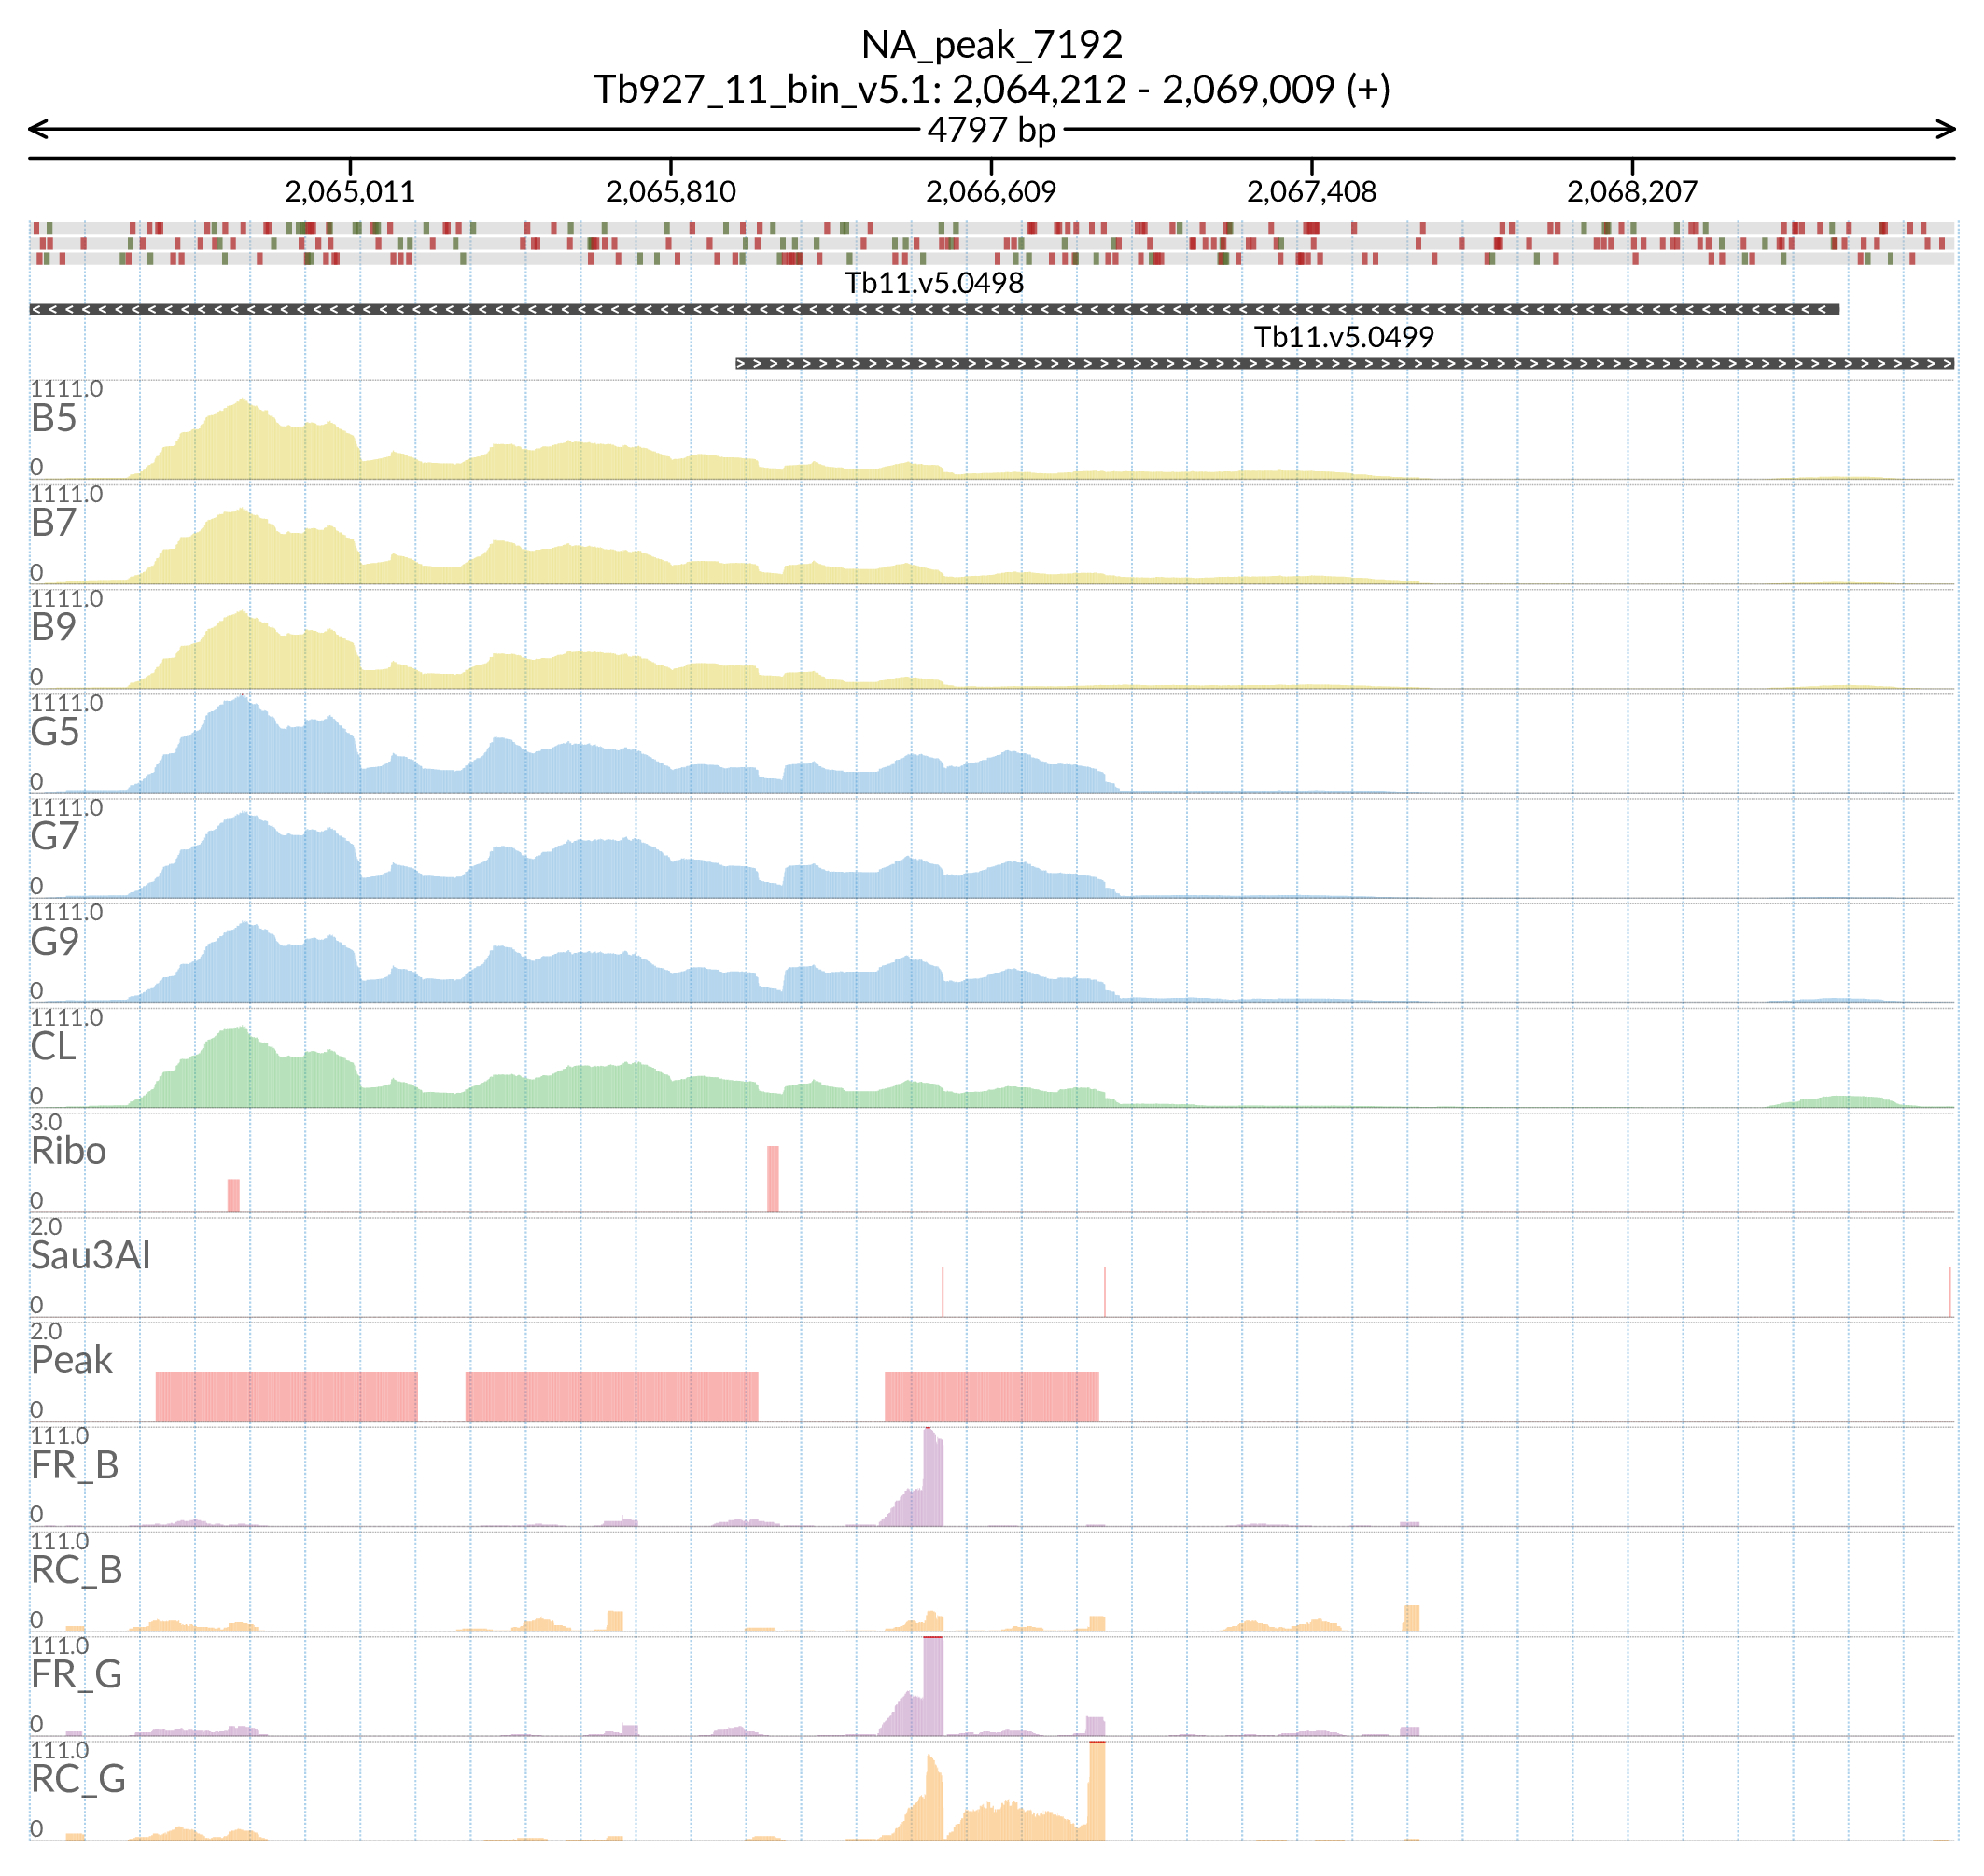 NA_peak_7192
Tb927_11_bin_v5.1: 2,064,212 - 2,069,009 (+)
4797 bp
2,065,011 2,065,810 2,066,609 2,067,408 2,068,207
Tb11.v5.0498
Tb11.v5.0499
1111.0
B5
0
1111.0
B7
0
1111.0
B9
0
1111.0
G5
0
1111.0
G7
0
1111.0
G9
0
1111.0
CL
0
3.0
Ribo
0
2.0
Sau3AI
0
2.0
Peak
0
111.0
FR_B
0
111.0
RC_B
0
111.0
FR_G
0
111.0
RC_G
0